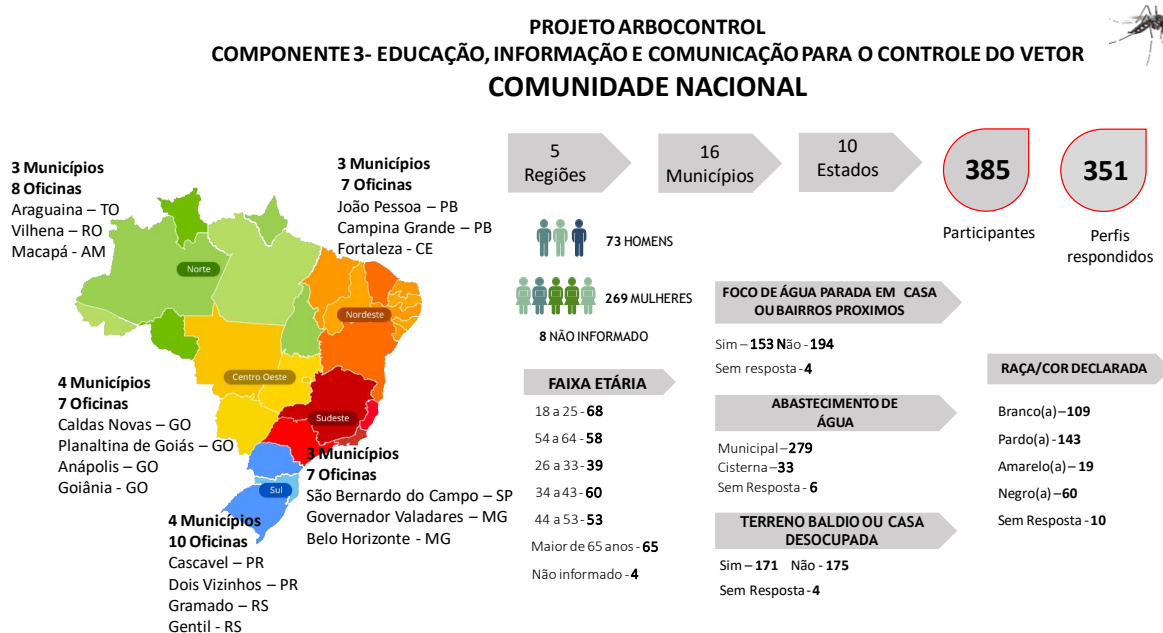 PROJETO ARBOCONTROL
COMPONENTE 3- EDUCAÇÃO, INFORMAÇÃO E COMUNICAÇÃO PARA O CONTROLE DO VETOR
COMUNIDADE NACIONAL
3 Municípios
8 Oficinas
Araguaina – TO
Vilhena – RO
Macapá - AM
3 Municípios
7 Oficinas
João Pessoa – PB
Campina Grande – PB
Fortaleza - CE
Norte
Nordeste
Centro Oeste
Sudeste
Sul
4 Municípios
7 Oficinas
Caldas Novas – GO
Planaltina de Goiás – GO
Anápolis – GO
Goiânia - GO
3 Municípios
7 Oficinas
São Bernardo do Campo – SP
Governador Valadares – MG
Belo Horizonte - MG
4 Municípios
10 Oficinas
Cascavel – PR
Dois Vizinhos – PR
Gramado – RS
Gentil - RS
5
Regiões
16
Municípios
10
Estados
385
Participantes
351
Perfis
respondidos
73 HOMENS
269 MULHERES
8 NÃO INFORMADO
FAIXA ETÁRIA
18 a 25 - 68
54 a 64 - 58
26 a 33 - 39
34 a 43 - 60
44 a 53 - 53
Maior de 65 anos - 65
Não informado - 4
FOCO DE ÁGUA PARADA EM CASA
OU BAIRROS PROXIMOS
Sim – 153 Não - 194
Sem resposta - 4
ABASTECIMENTO DE
ÁGUA
Municipal – 279
Cisterna – 33
Sem Resposta - 6
TERRENO BALDIO OU CASA
DESOCUPADA
Sim – 171 Não - 175
Sem Resposta - 4
RAÇA/COR DECLARADA
Branco(a) – 109
Pardo(a) - 143
Amarelo(a) – 19
Negro(a) – 60
Sem Resposta - 10